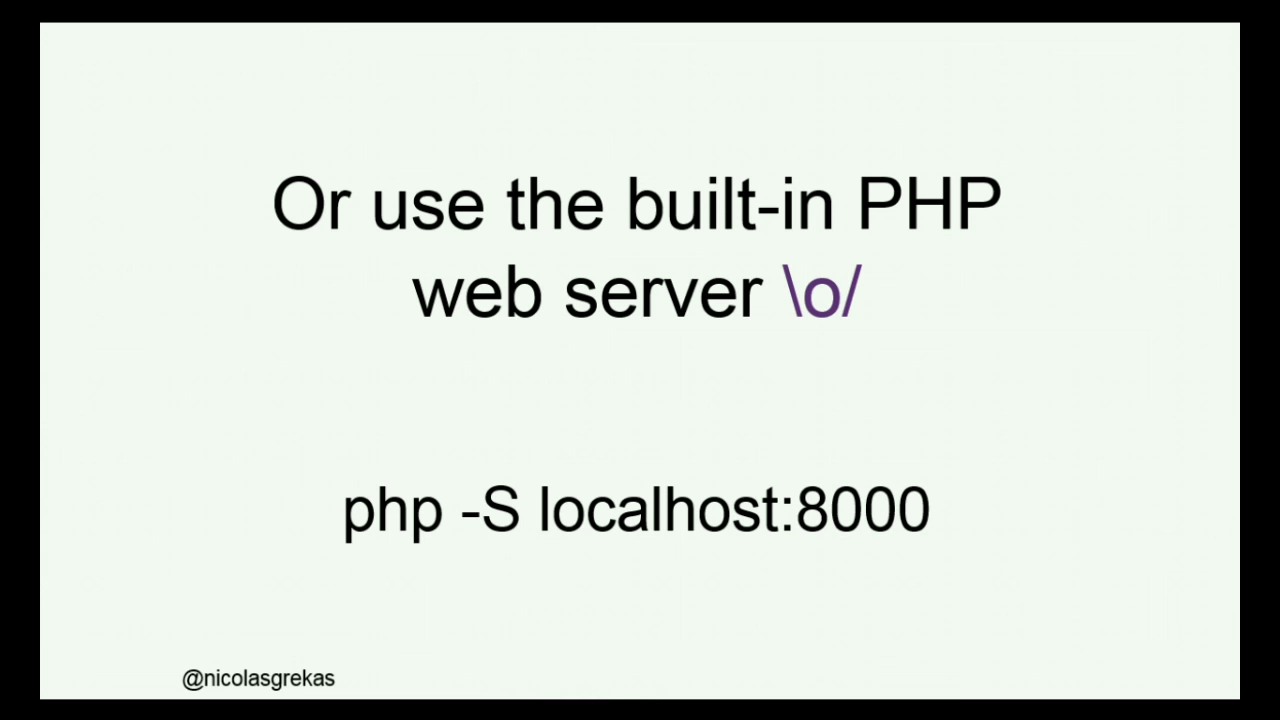 Or use the built-in PHP
web server \o/
php -S localhost:8000
@nicolasgrekas